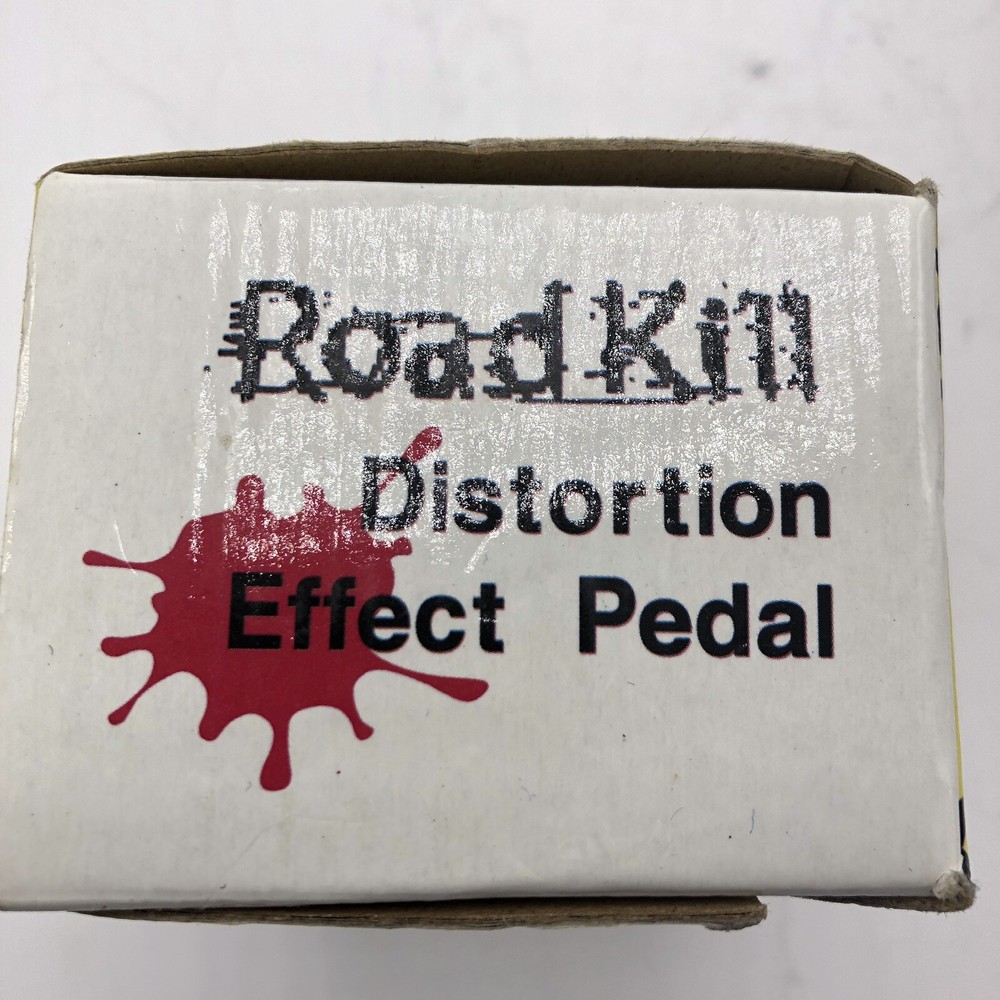 Road Kill
Distortion
Effect Pedal